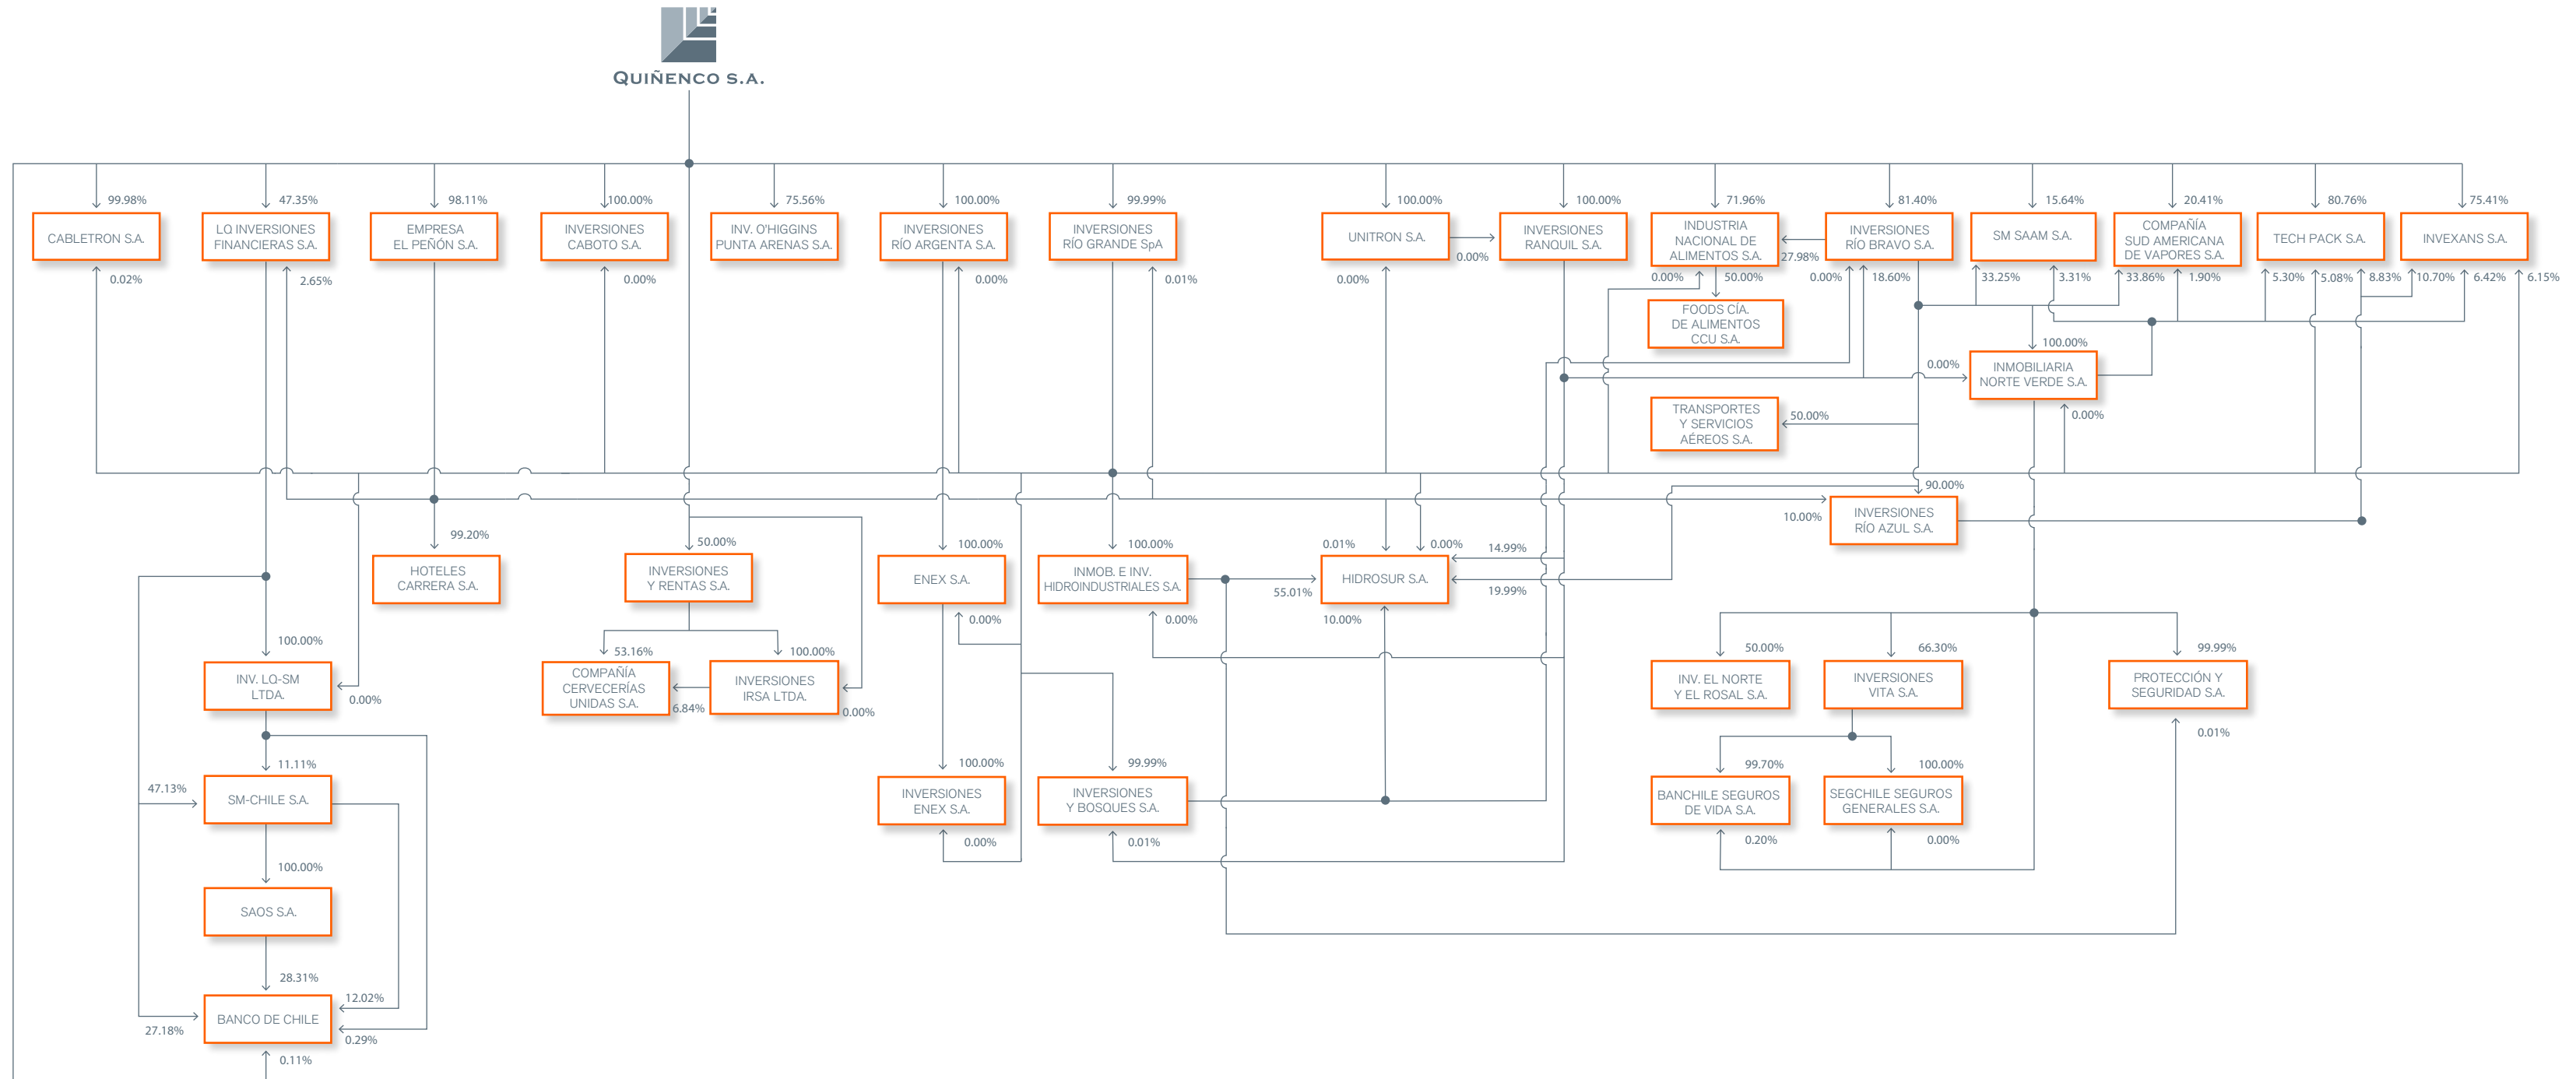 QUIÑENCO S.A.
99.98%
47.35%
98.11%
100.00%
75.56%
100.00%
99.99%
100.00%
100.00%
71.96%
81.40%
15.64%
20.41%
80.76%
75.41%
CABLETRON S.A.
LQ INVERSIONES
FINANCIERAS S.A.
EMPRESA
EL PEÑÓN S.A.
INVERSIONES
CABOTO S.A.
INV. O'HIGGINS
PUNTA ARENAS S.A.
INVERSIONES
RÍO ARGENTA S.A.
INVERSIONES
RÍO GRANDE SpA
UNITRON S.A.
0.00%
INVERSIONES
RANQUIL S.A.
INDUSTRIA
NACIONAL DE
ALIMENTOS S.A.
27.98%
INVERSIONES
RÍO BRAVO S.A.
SM SAAM S.A.
COMPAÑÍA
SUD AMERICANA
DE VAPORES S.A.
TECH PACK S.A.
INVEXANS S.A.
0.02%
2.65%
0.00%
0.00%
0.01%
0.00%
0.00%
50.00%
0.00%
18.60%
33.25%
3.31%
33.86%
1.90%
5.30%
5.08%
8.83%
10.70%
6.42%
6.15%
FOODS CÍA.
DE ALIMENTOS
CCU S.A.
100.00%
0.00%
INMOBILIARIA
NORTE VERDE S.A.
0.00%
TRANSPORTES
Y SERVICIOS
AÉREOS S.A.
50.00%
90.00%
10.00%
INVERSIONES
RÍO AZUL S.A.
99.20%
50.00%
100.00%
100.00%
0.01%
0.00%
14.99%
HOTELES
CARRERA S.A.
INVERSIONES
Y RENTAS S.A.
ENEX S.A.
INMOB. E INV.
HIDROINDUSTRIALES S.A.
55.01%
HIDROSUR S.A.
19.99%
0.00%
0.00%
10.00%
100.00%
53.16%
100.00%
50.00%
66.30%
99.99%
INV. LQ-SM
LTDA.
0.00%
COMPAÑÍA
CERVECERÍAS
UNIDAS S.A.
6.84%
INVERSIONES
IRSA LTDA.
0.00%
INV. EL NORTE
Y EL ROSAL S.A.
INVERSIONES
VITA S.A.
PROTECCIÓN Y
SEGURIDAD S.A.
0.01%
11.11%
100.00%
99.99%
99.70%
100.00%
47.13%
SM-CHILE S.A.
INVERSIONES
ENEX S.A.
INVERSIONES
Y BOSQUES S.A.
BANCHILE SEGUROS
DE VIDA S.A.
SEGCHILE SEGUROS
GENERALES S.A.
0.00%
0.01%
0.20%
0.00%
100.00%
SAOS S.A.
28.31%
12.02%
BANCO DE CHILE
27.18%
0.29%
0.11%